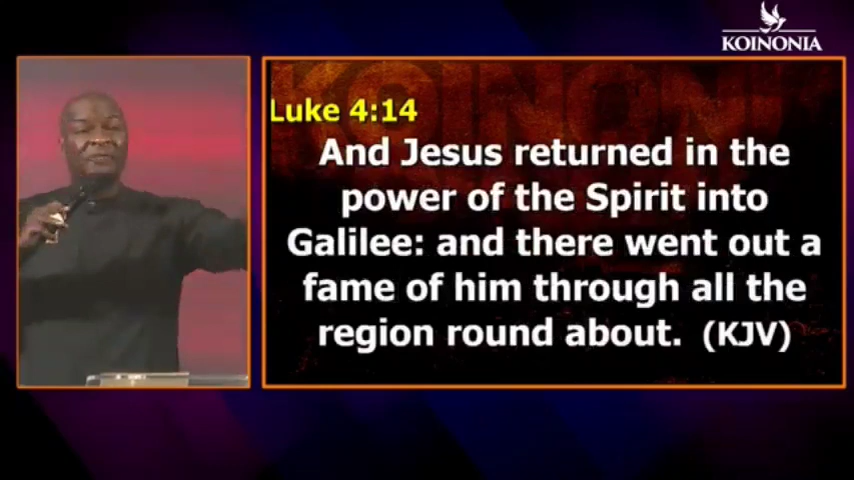 KOINONIA
Luke 4:14
And Jesus returned in the
power of the Spirit into
Galilee: and there went out a
fame of him through all the
region round about. (KJV)